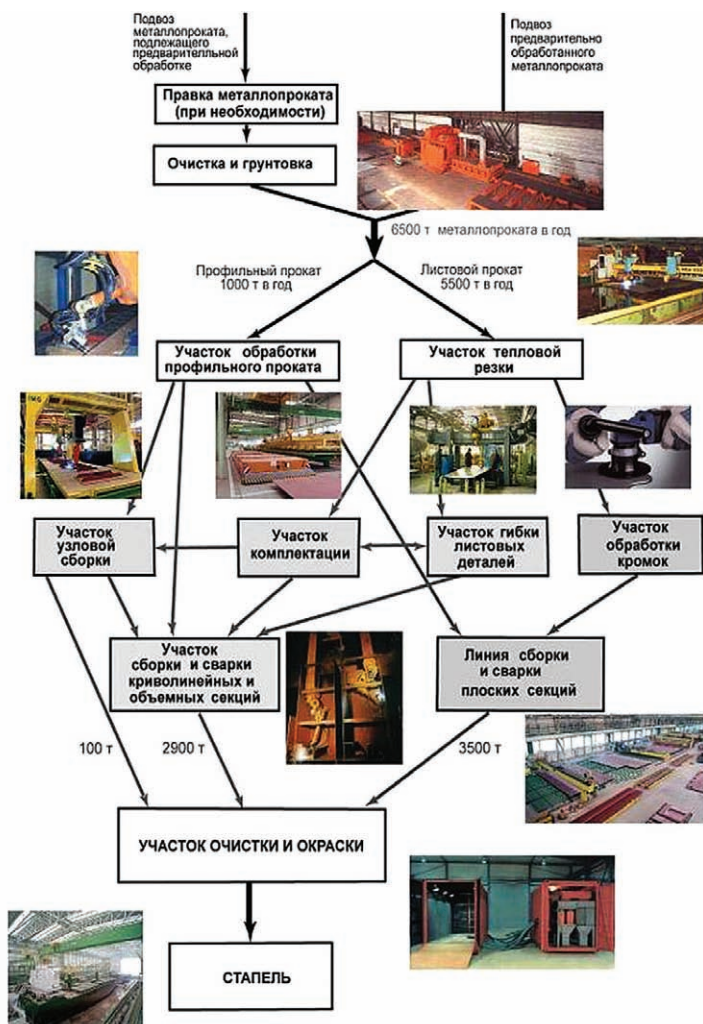 Подвоз
металлопроката,
подлежащего
предварителльной
обработке
Подвоз
предварительно
обработанного
металлопроката
Правка металлопроката
(при необходимости)
Очистка и грунтовка
6500 т металлопроката в год
Профильный прокат
1000 т в год
Листовой прокат
5500 т в год
Участок обработки
профильного проката
Участок тепловой
резки
Участок
узловой
сборки
Участок
комплектации
Участок гибки
листовых
деталей
Участок
обработки
кромок
Участок
сборки и сварки
криволинейных и
объемных секций
Линия сборки
и сварки
плоских секций
100 т
2900 т
3500 т
УЧАСТОК ОЧИСТКИ И ОКРАСКИ
СТАПЕЛЬ